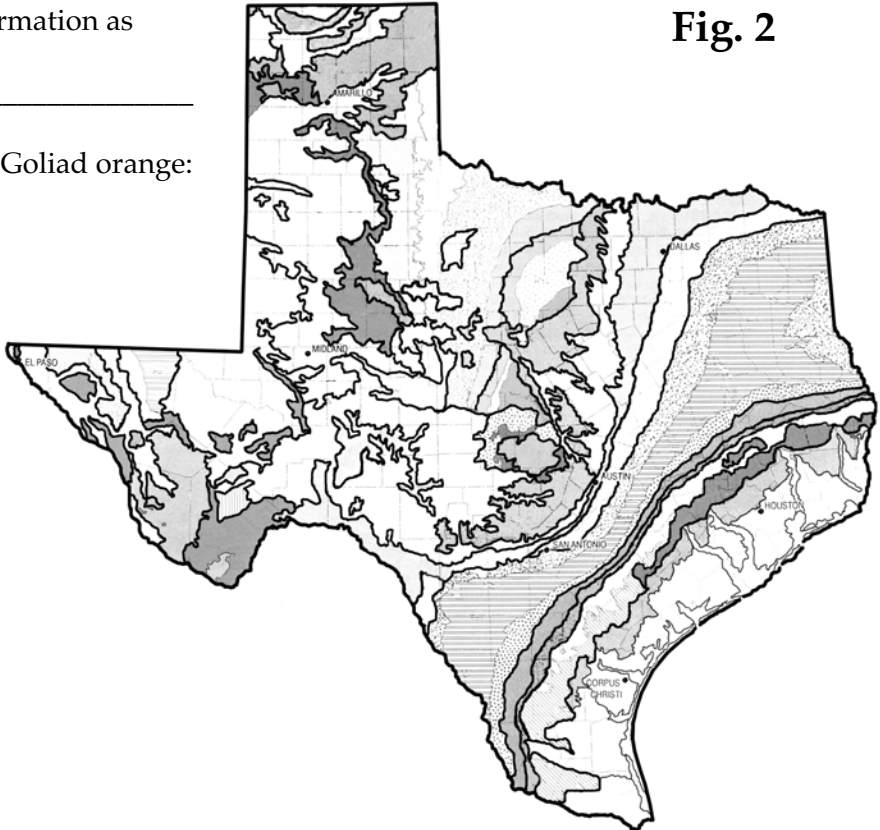 rmation as
Fig. 2
Goliad orange:
AMARILLO
DALLAS
EL PASO
MIDLAND
AUSTIN
HOUSTON
SAN ANTONIO
CORPUS
CHRISTI